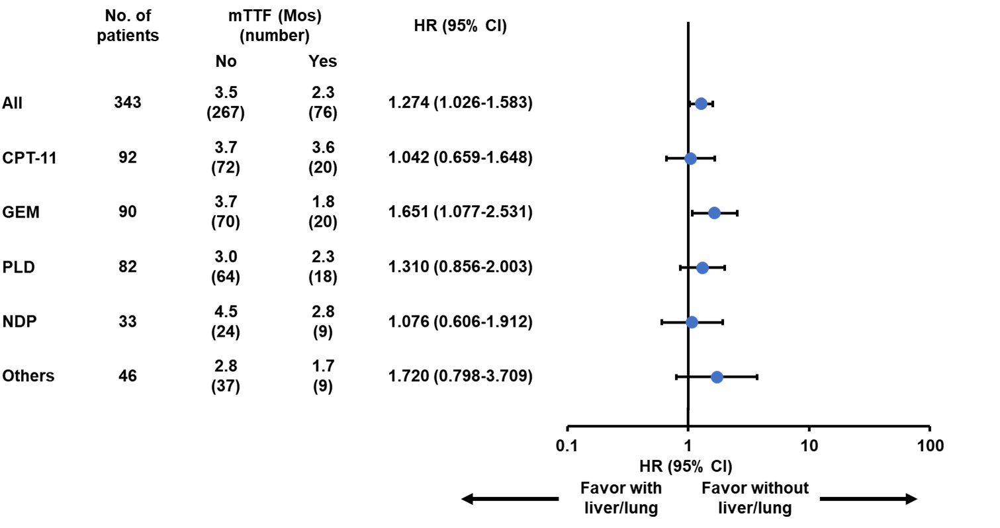 No. of
patients
mTTF (Mos)
(number)
HR (95% CI)
No
Yes
All
343
3.5
(267)
2.3
(76)
1.274 (1.026-1.583)
CPT-11
92
3.7
(72)
3.6
(20)
1.042 (0.659-1.648)
GEM
90
3.7
(70)
1.8
(20)
1.651 (1.077-2.531)
PLD
82
3.0
(64)
2.3
(18)
1.310 (0.856-2.003)
NDP
33
4.5
(24)
2.8
(9)
1.076 (0.606-1.912)
Others
46
2.8
(37)
1.7
(9)
1.720 (0.798-3.709)
0.1
1
10
100
HR (95% CI)
Favor with
liver/lung
Favor without
liver/lung